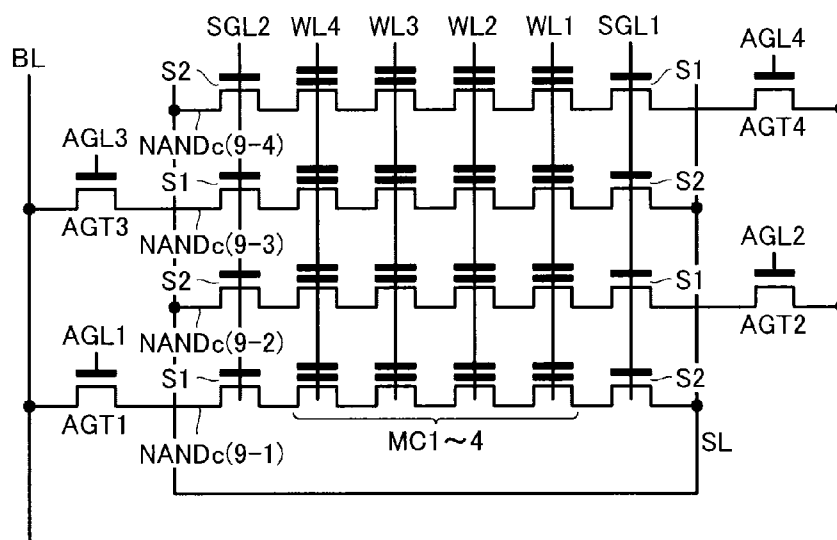 SGL2 WL4 WL3 WL2 WL1 SGL1
BL S2 S1 AGL4
AGL3 NANDc(9-4) AGT4
S1 S2
AGT3 NANDc(9-3) AGL2
S2 S1
AGL1 NANDc(9-2) AGT2
S1 S2
AGT1 MC1~4 SL
NANDc(9-1)